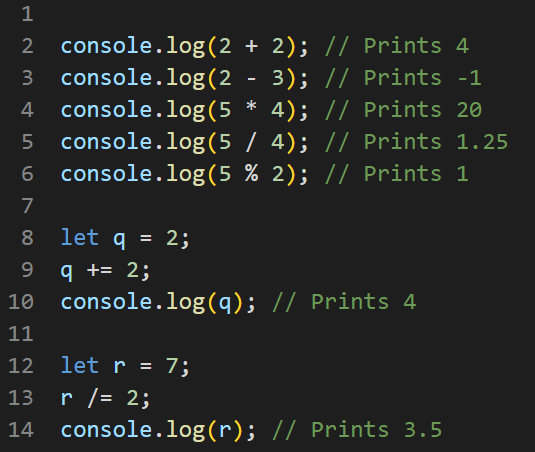 1
2 console.log(2 + 2); // Prints 4
3 console.log(2 - 3); // Prints -1
4 console.log(5 * 4); // Prints 20
5 console.log(5 / 4); // Prints 1.25
6 console.log(5 % 2); // Prints 1
7
8 let q = 2;
9 q += 2;
10 console.log(q); // Prints 4
11
12 let r = 7;
13 r /= 2;
14 console.log(r); // Prints 3.5